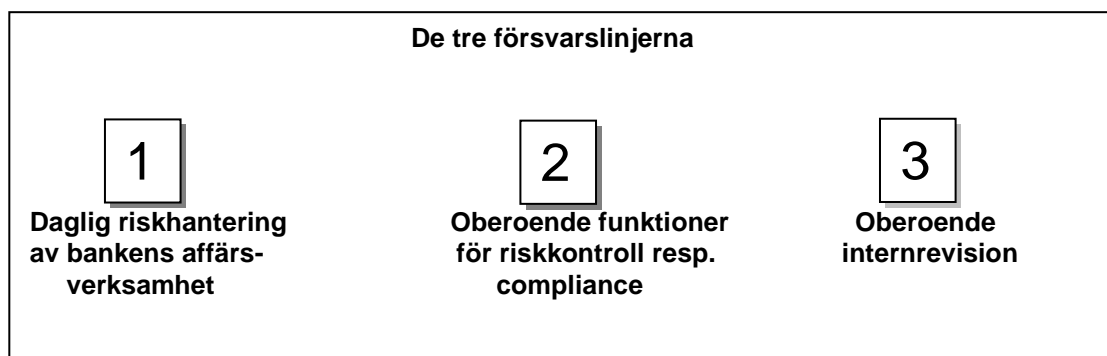 De tre försvarslinjerna
1
Daglig riskhantering
av bankens affärs-
verksamhet
2
Oberoende funktioner
för riskkontroll resp.
compliance
3
Oberoende
internrevision